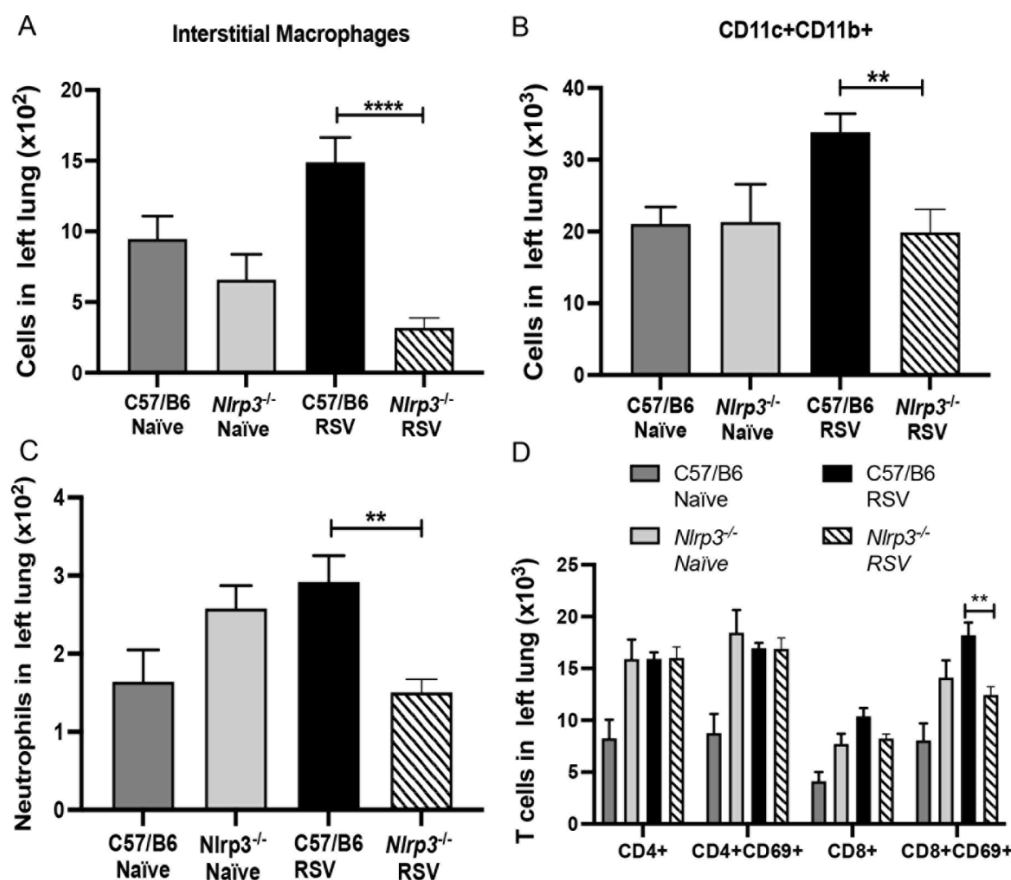 A
Interstitial Macrophages
Cells in left lung (x10²)
20
15
10
5
0
****
C57/B6
Naïve
Nlrp3-/-
Naïve
C57/B6
RSV
Nlrp3-/-
RSV
B
CD11c+CD11b+
Cells in left lung (x10³)
40
30
20
10
0
**
C57/B6
Naïve
Nlrp3-/-
Naïve
C57/B6
RSV
Nlrp3-/-
RSV
C
Neutrophils in left lung (x10²)
4
3
2
1
0
**
C57/B6
Naïve
Nlrp3-/-
Naïve
C57/B6
RSV
Nlrp3-/-
RSV
D
C57/B6
Naïve
C57/B6
RSV
Nlrp3-/-
Naïve
Nlrp3-/-
RSV
T cells in left lung (x10³)
25
20
15
10
5
0
**
CD4+
CD4+CD69+
CD8+
CD8+CD69+